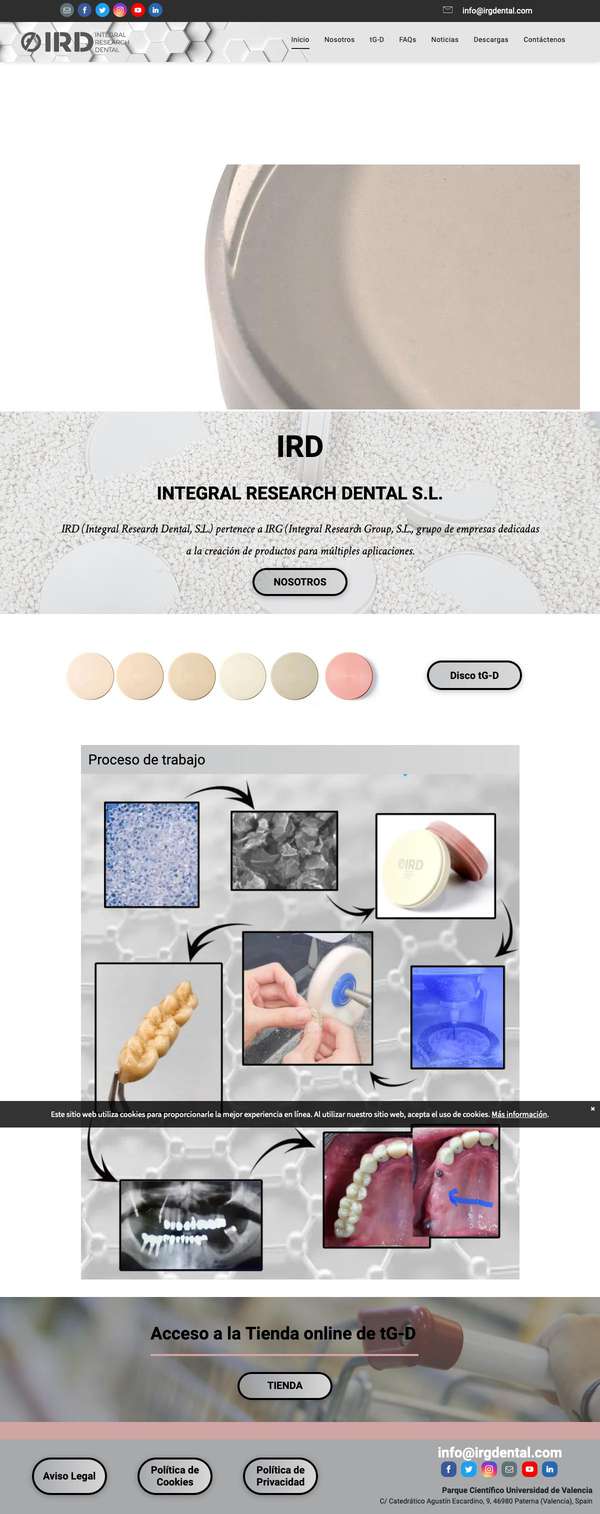 info@irgdental.com
IRD
INTEGRAL
RESEARCH
DENTAL
Inicio
Nosotros
tG-D
FAQs
Noticias
Descargas
Contáctenos
IRD
INTEGRAL RESEARCH DENTAL S.L.
IRD (Integral Research Dental, S.L.) pertenece a IRG (Integral Research Group, S.L., grupo de empresas dedicadas
a la creación de productos para múltiples aplicaciones.
NOSOTROS
Disco tG-D
Proceso de trabajo
IRD
Este sitio web utiliza cookies para proporcionarle la mejor experiencia en línea. Al utilizar nuestro sitio web, acepta el uso de cookies. Más información.
Acceso a la Tienda online de tG-D
TIENDA
info@irgdental.com
Aviso Legal
Política de
Cookies
Política de
Privacidad
Parque Científico Universidad de Valencia
C/ Catedrático Agustín Escardino, 9, 46980 Paterna (Valencia), Spain